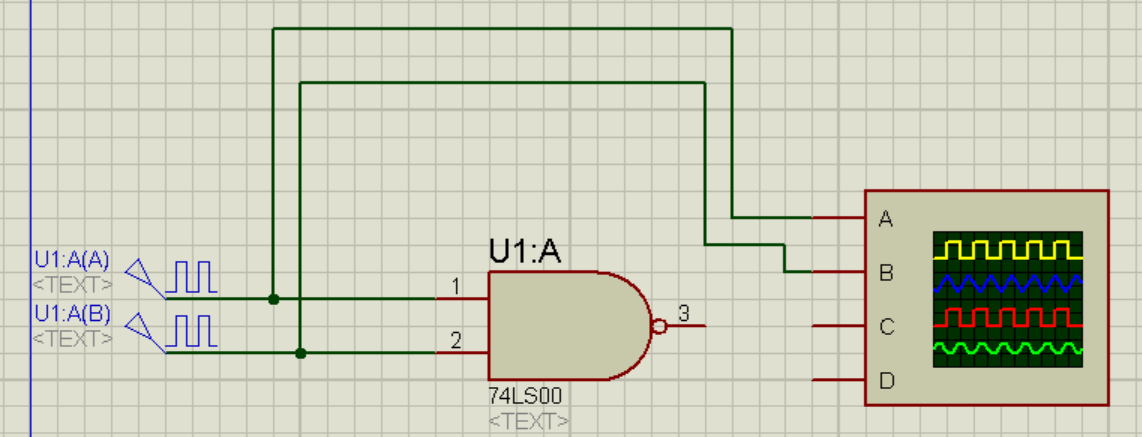 U1:A(A)
<TEXT>
U1:A(B)
<TEXT>
U1:A
1
2
3
74LS00
<TEXT>
A
B
C
D